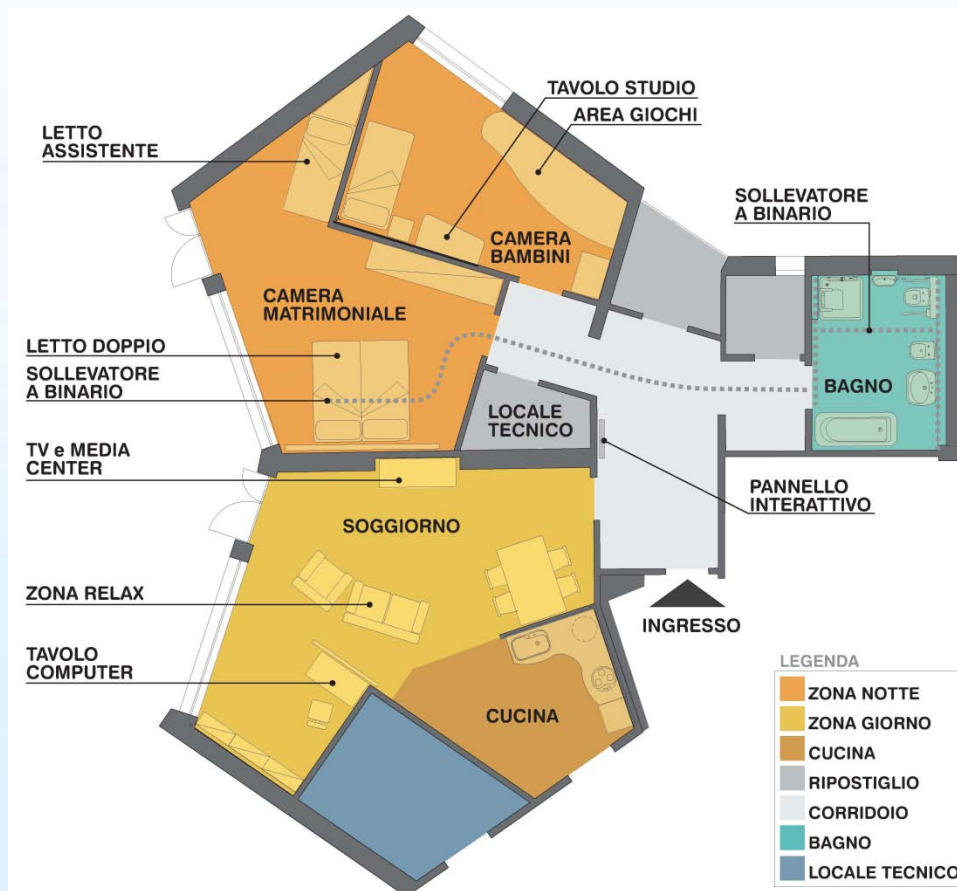 TAVOLO STUDIO
AREA GIOCHI
LETTO
ASSISTENTE
SOLLEVATORE
A BINARIO
CAMERA
BAMBINI
CAMERA
MATRIMONIALE
LETTO DOPPIO
SOLLEVATORE
A BINARIO
BAGNO
LOCALE
TECNICO
TV e MEDIA
CENTER
PANNELLO
INTERATTIVO
SOGGIORNO
ZONA RELAX
INGRESSO
TAVOLO
COMPUTER
CUCINA
LEGENDA
ZONA NOTTE
ZONA GIORNO
CUCINA
RIPOSTIGLIO
CORRIDOIO
BAGNO
LOCALE TECNICO